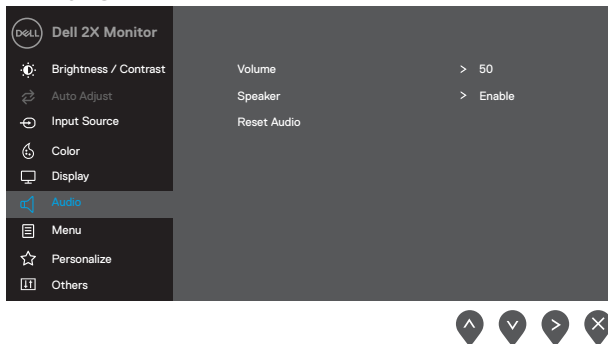 DELL Dell 2X Monitor
Brightness / Contrast Volume > 50
Auto Adjust Speaker > Enable
Input Source Reset Audio
Color
Display
Audio
Menu
Personalize
Others